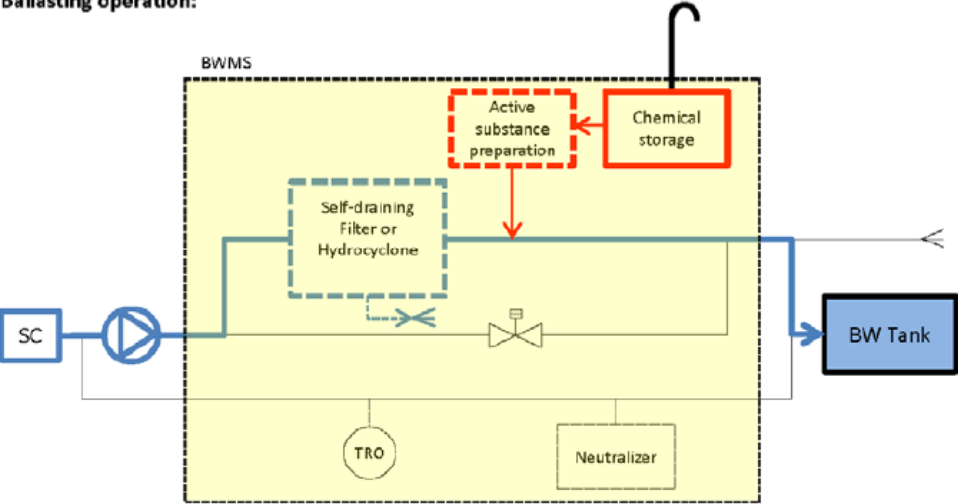 Ballasting operation:
BWMS
Active
substance
preparation
Chemical
storage
Self-draining
Filter or
Hydrocyclone
SC
BW Tank
TRO
Neutralizer